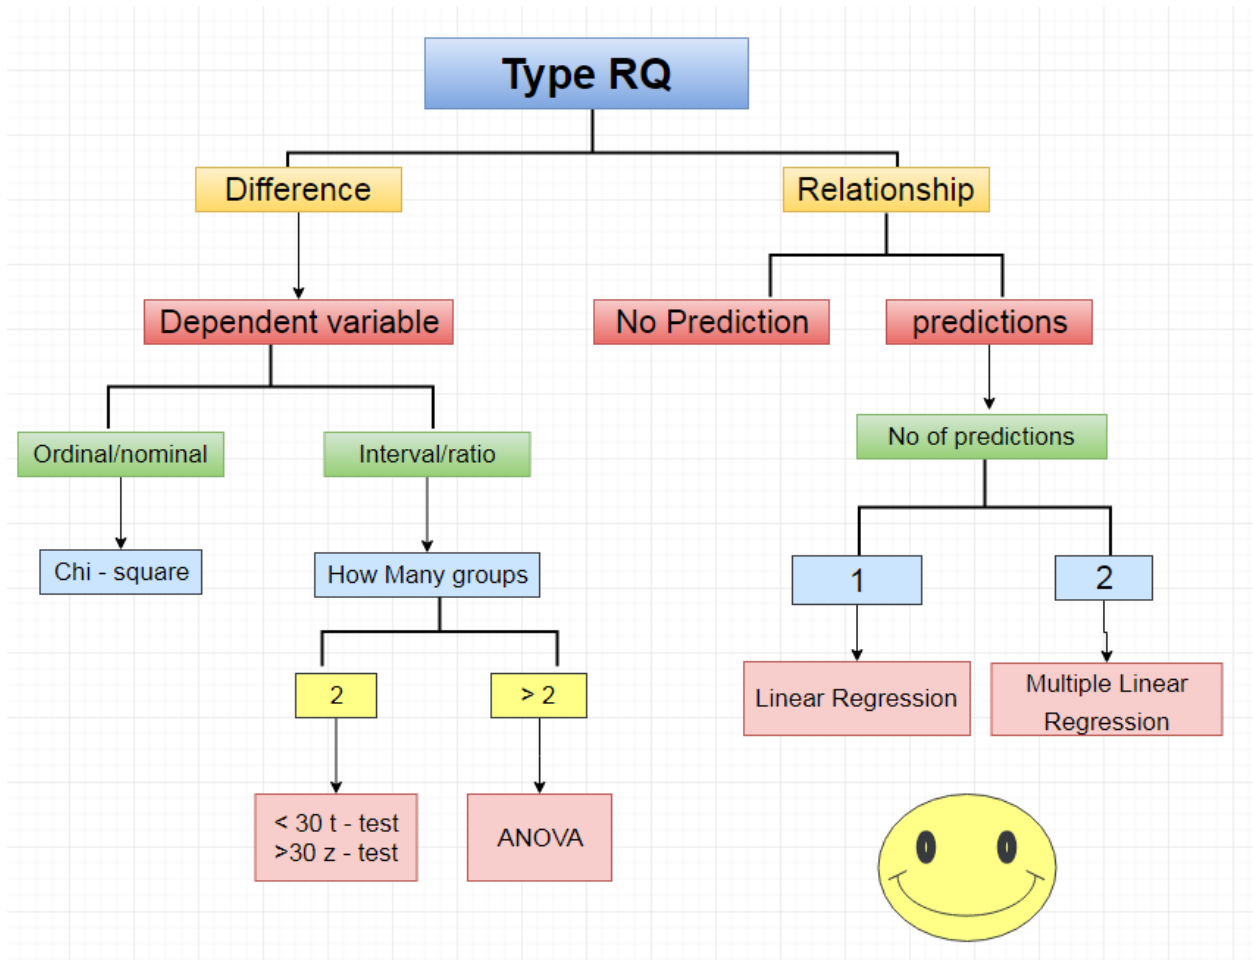 Type RQ
Difference
Relationship
Dependent variable
No Prediction
predictions
Ordinal/nominal
Interval/ratio
No of predictions
Chi - square
How Many groups
1
2
2
> 2
Linear Regression
Multiple Linear
Regression
< 30 t - test
>30 z - test
ANOVA